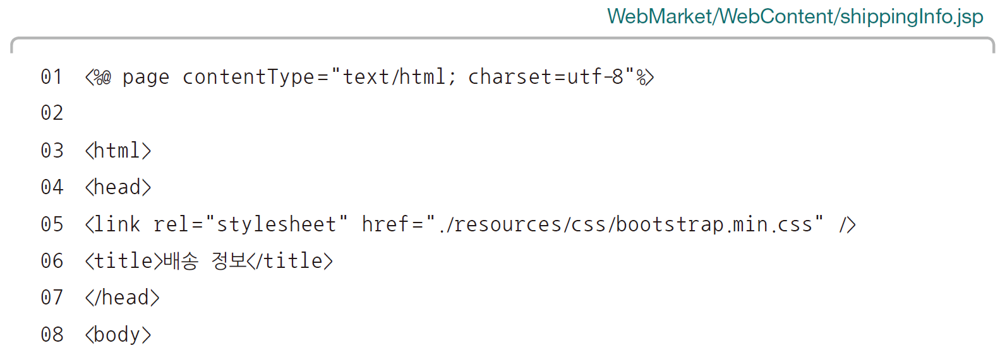 WebMarket/WebContent/shippingInfo.jsp
01 <%@ page contentType="text/html; charset=utf-8"%>
02
03 <html>
04 <head>
05 <link rel="stylesheet" href="./resources/css/bootstrap.min.css" />
06 <title>배송 정보</title>
07 </head>
08 <body>